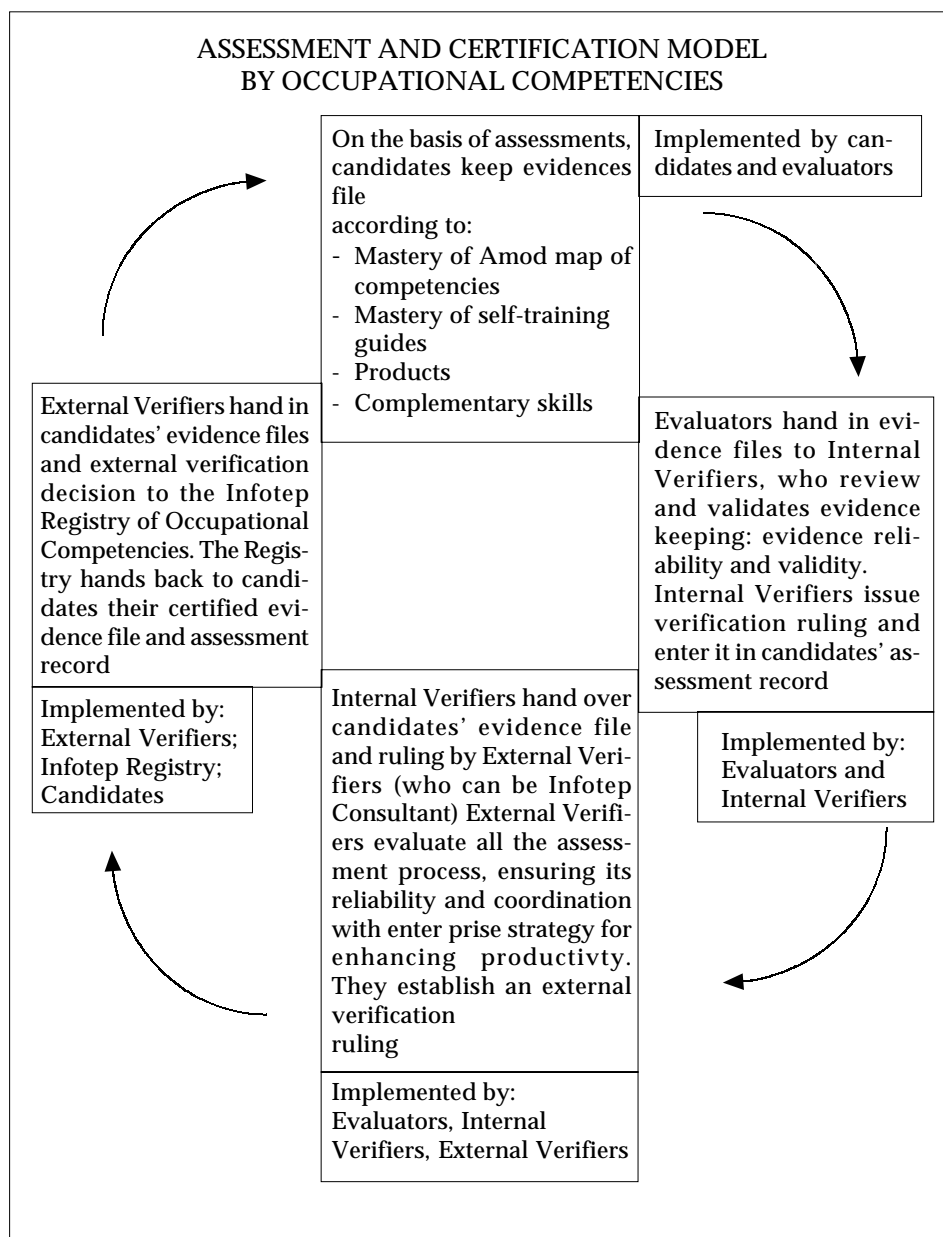 ASSESSMENT AND CERTIFICATION MODEL
BY OCCUPATIONAL COMPETENCIES
On the basis of assessments,
candidates keep evidences
file
according to:
- Mastery of Amod map of
competencies
- Mastery of self-training
guides
- Products
- Complementary skills
Implemented by can-
didates and evaluators
Evaluators hand in evi-
dence files to Internal
Verifiers, who review
and validates evidence
keeping: evidence reli-
ability and validity.
Internal Verifiers issue
verification ruling and
enter it in candidates' as-
sessment record
Implemented by:
Evaluators and
Internal Verifiers
Internal Verifiers hand over
candidates' evidence file
and ruling by External Veri-
fiers (who can be Infotep
Consultant) External Verifi-
ers evaluate all the assess-
ment process, ensuring its
reliability and coordination
with enter prise strategy for
enhancing productivty.
They establish an external
verification
ruling
Implemented by:
Evaluators, Internal
Verifiers, External Verifiers
External Verifiers hand in
candidates' evidence files
and external verification
decision to the Infotep
Registry of Occupational
Competencies. The Regis-
try hands back to candi-
dates their certified evi-
dence file and assessment
record
Implemented by:
External Verifiers;
Infotep Registry;
Candidates